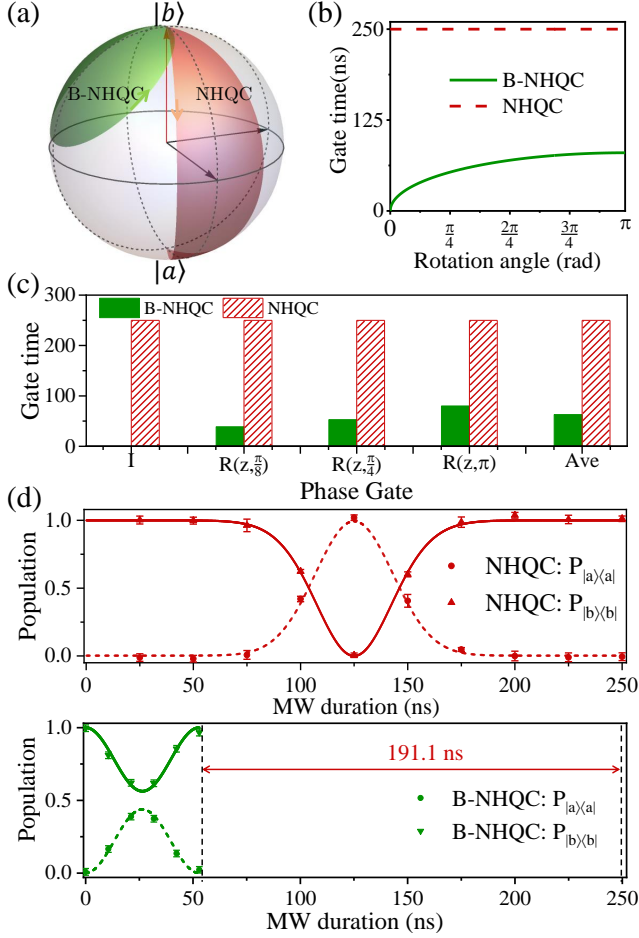 (a)
|b⟩
B-NHQC
NHQC
|a⟩
(b)
Gate time(ns)
250
125
0
B-NHQC
NHQC
0
π/4
2π/4
3π/4
π
Rotation angle (rad)
(c)
Gate time
300
200
100
0
B-NHQC
NHQC
I
R(z,π/8)
R(z,π/4)
R(z,π)
Ave
Phase Gate
(d)
Population
1.0
0.5
0.0
NHQC: P|a⟩⟨a|
NHQC: P|b⟩⟨b|
0 50 100 150 200 250
MW duration (ns)
Population
1.0
0.5
0.0
191.1 ns
B-NHQC: P|a⟩⟨a|
B-NHQC: P|b⟩⟨b|
0 50 100 150 200 250
MW duration (ns)